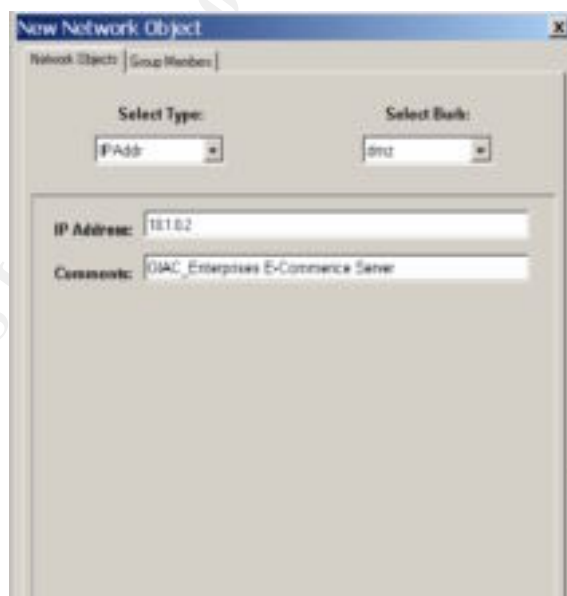 New Network Object
Network Objects Group Members
Select Type: Select Burb:
IPAddr dmz
IP Address: 10.1.0.2
Comments: GIAC_Enterprises E-Commerce Server